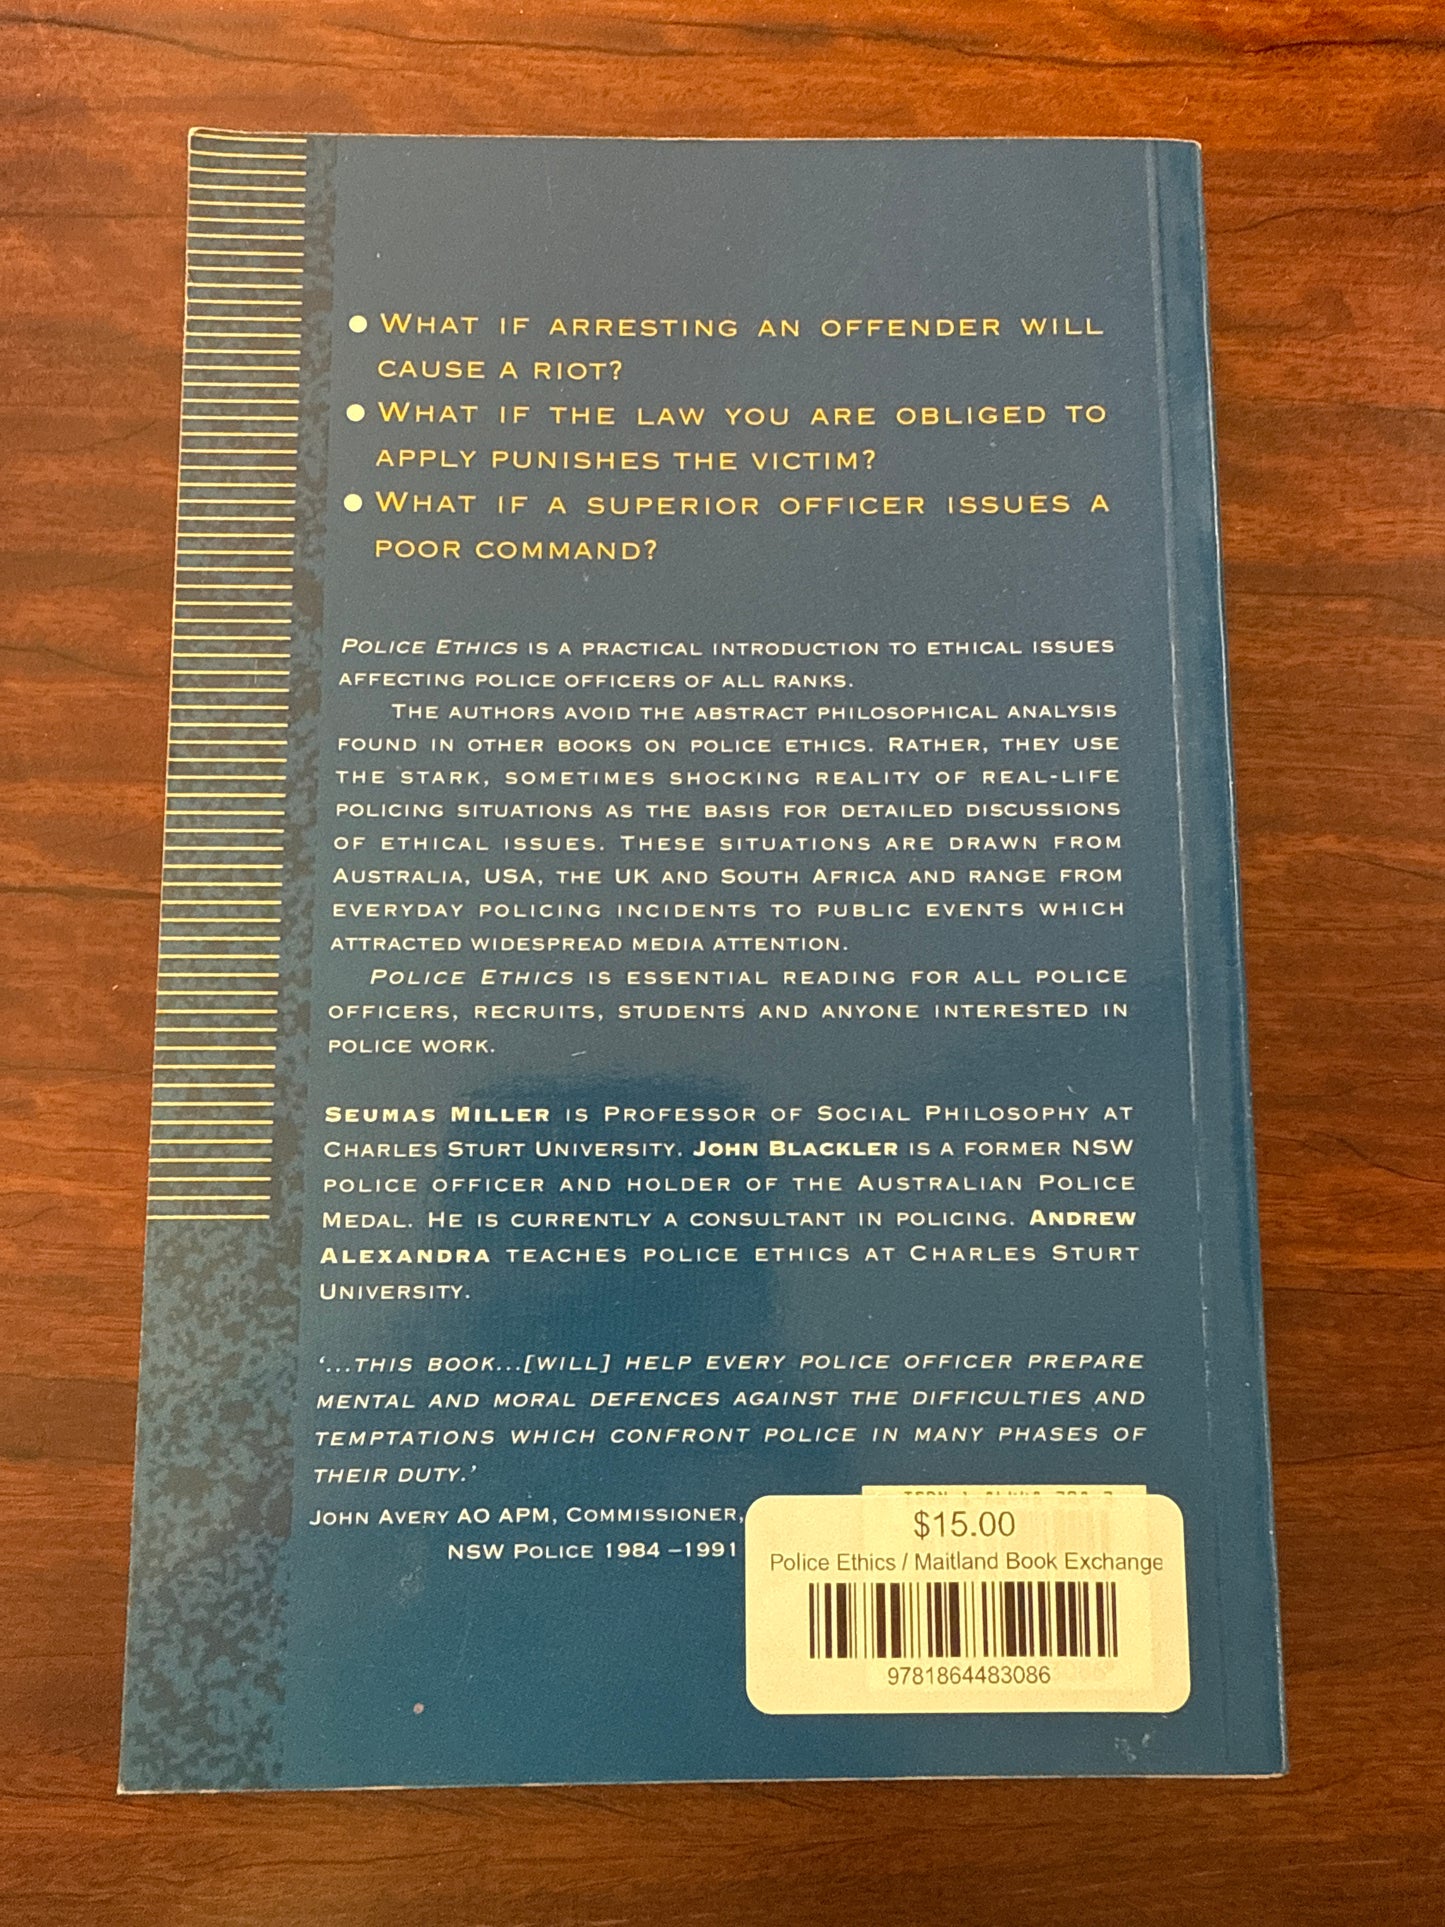 ● WHAT IF ARRESTING AN OFFENDER WILL
CAUSE A RIOT?
● WHAT IF THE LAW YOU ARE OBLIGED TO
APPLY PUNISHES THE VICTIM?
● WHAT IF A SUPERIOR OFFICER ISSUES A
POOR COMMAND?
POLICE ETHICS IS A PRACTICAL INTRODUCTION TO ETHICAL ISSUES
AFFECTING POLICE OFFICERS OF ALL RANKS.
THE AUTHORS AVOID THE ABSTRACT PHILOSOPHICAL ANALYSIS
FOUND IN OTHER BOOKS ON POLICE ETHICS. RATHER, THEY USE
THE STARK, SOMETIMES SHOCKING REALITY OF REAL-LIFE
POLICING SITUATIONS AS THE BASIS FOR DETAILED DISCUSSIONS
OF ETHICAL ISSUES. THESE SITUATIONS ARE DRAWN FROM
AUSTRALIA, USA, THE UK AND SOUTH AFRICA AND RANGE FROM
EVERYDAY POLICING INCIDENTS TO PUBLIC EVENTS WHICH
ATTRACTED WIDESPREAD MEDIA ATTENTION.
POLICE ETHICS IS ESSENTIAL READING FOR ALL POLICE
OFFICERS, RECRUITS, STUDENTS AND ANYONE INTERESTED IN
POLICE WORK.
SEUMAS MILLER IS PROFESSOR OF SOCIAL PHILOSOPHY AT
CHARLES STURT UNIVERSITY. JOHN BLACKLER IS A FORMER NSW
POLICE OFFICER AND HOLDER OF THE AUSTRALIAN POLICE
MEDAL. HE IS CURRENTLY A CONSULTANT IN POLICING. ANDREW
ALEXANDRA TEACHES POLICE ETHICS AT CHARLES STURT
UNIVERSITY.
‘...THIS BOOK...[WILL] HELP EVERY POLICE OFFICER PREPARE
MENTAL AND MORAL DEFENCES AGAINST THE DIFFICULTIES AND
TEMPTATIONS WHICH CONFRONT POLICE IN MANY PHASES OF
THEIR DUTY.’
JOHN AVERY AO APM, COMMISSIONER,
NSW POLICE 1984 –1991
$15.00
Police Ethics / Maitland Book Exchange
9781864483086